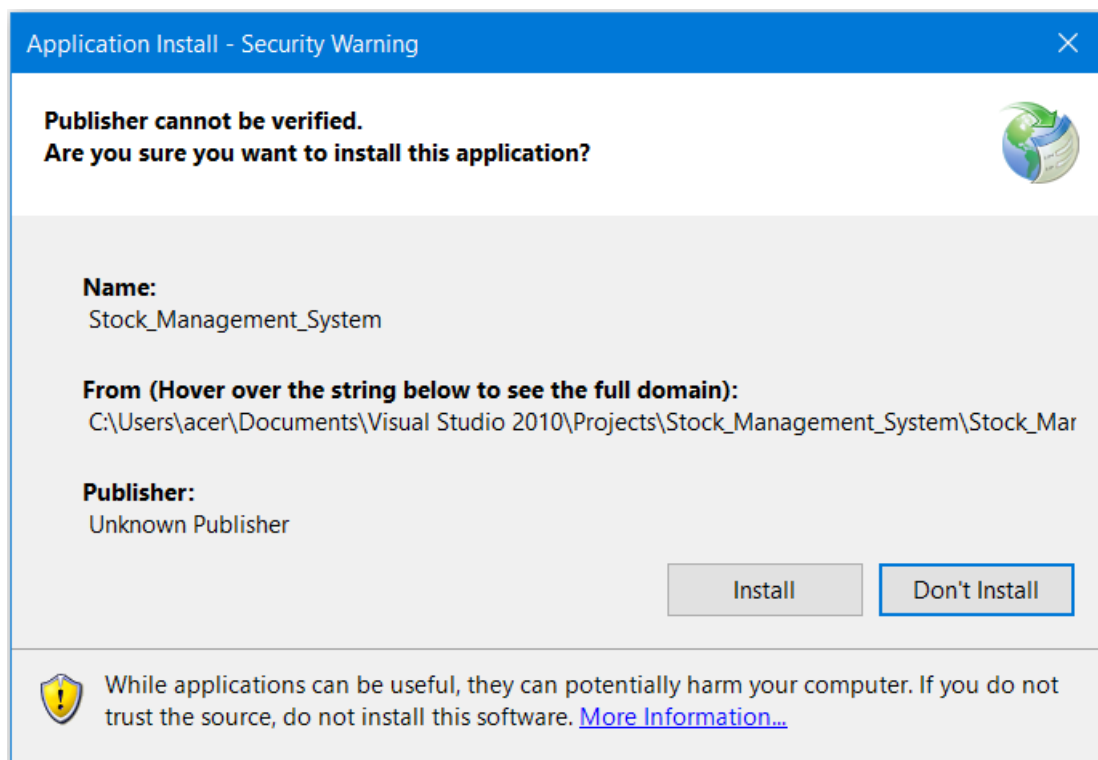 Application Install - Security Warning
Publisher cannot be verified.
Are you sure you want to install this application?
Name:
Stock_Management_System
From (Hover over the string below to see the full domain):
C:\Users\acer\Documents\Visual Studio 2010\Projects\Stock_Management_System\Stock_Mar
Publisher:
Unknown Publisher
Install
Don't Install
While applications can be useful, they can potentially harm your computer. If you do not
trust the source, do not install this software. More Information...